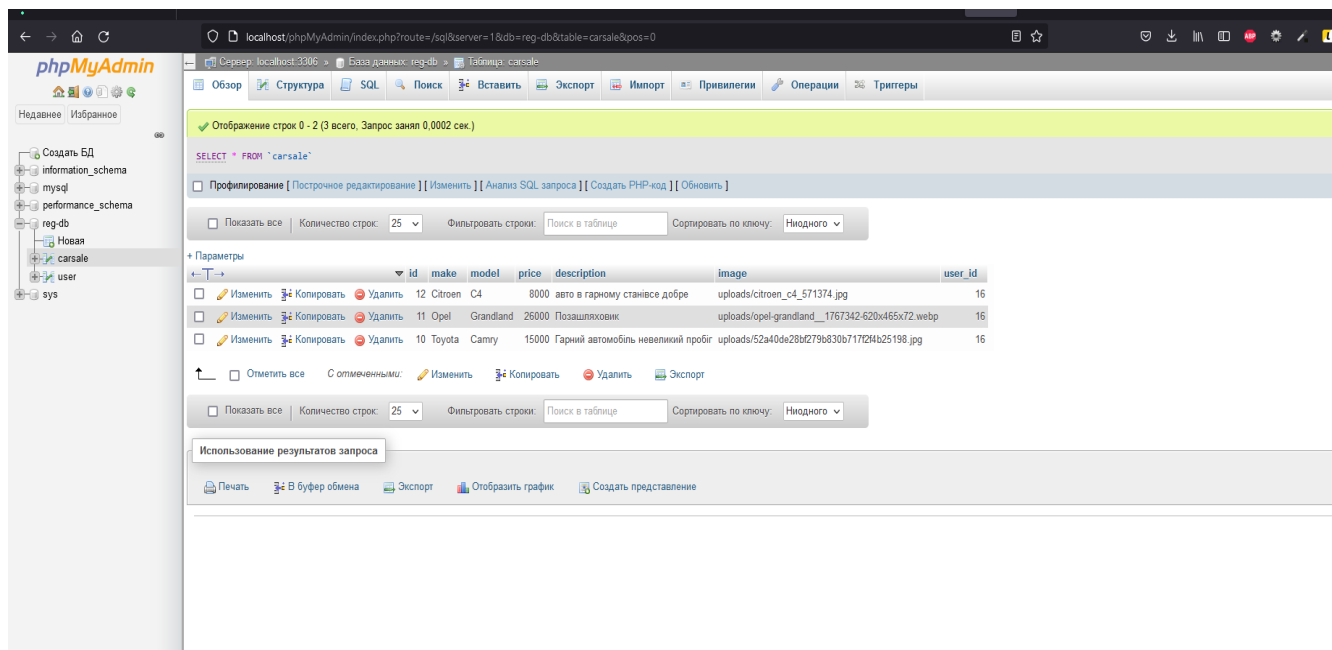 localhost/phpMyAdmin/index.php?route=/sql&server=1&db=reg-db&table=carsale&pos=0
phpMyAdmin
Недавнее Избранное
Создать БД
information_schema
mysql
performance_schema
reg-db
Новая
carsale
user
sys
Сервер: localhost:3306 » База данных: reg-db » Таблица: carsale
Обзор Структура SQL Поиск Вставить Экспорт Импорт Привилегии Операции Триггеры
Отображение строк 0 - 2 (3 всего, Запрос занял 0,0002 сек.)
SELECT * FROM `carsale`
Профилирование [ Построчное редактирование ] [ Изменить ] [ Анализ SQL запроса ] [ Создать PHP-код ] [ Обновить ]
Показать все | Количество строк: 25 Фильтровать строки: Поиск в таблице Сортировать по ключу: Ниодного
+ Параметры
←T→ id make model price description image user_id
Изменить Копировать Удалить 12 Citroen C4 8000 авто в гарному станівсе добре uploads/citroen_c4_571374.jpg 16
Изменить Копировать Удалить 11 Opel Grandland 26000 Позашляховик uploads/opel-grandland__1767342-620x465x72.webp 16
Изменить Копировать Удалить 10 Toyota Camry 15000 Гарний автомобіль невеликий пробіг uploads/52a40de28bf279b830b717f2f4b25198.jpg 16
Отметить все С отмеченными: Изменить Копировать Удалить Экспорт
Показать все | Количество строк: 25 Фильтровать строки: Поиск в таблице Сортировать по ключу: Ниодного
Использование результатов запроса
Печать В буфер обмена Экспорт Отобразить график Создать представление